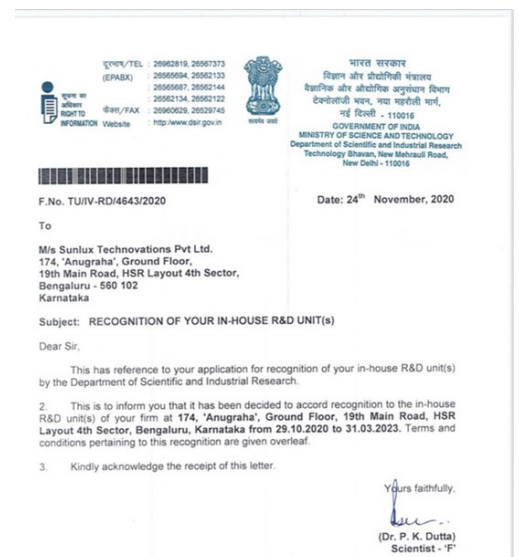 दूरभाष/TEL : 26962819, 26567373
(EPABX) : 26565694, 26562133
: 26565687, 26562144
: 26562134, 26562122
फैक्स/FAX : 26960629, 26529745
Website : http:/www.dsir.gov.in
सूचना का
अधिकार
RIGHT TO
INFORMATION
सत्यमेव जयते
भारत सरकार
विज्ञान और प्रौद्योगिकी मंत्रालय
वैज्ञानिक और औद्योगिक अनुसंधान विभाग
टेक्नोलॉजी भवन, नया महरौली मार्ग,
नई दिल्ली - 110016
GOVERNMENT OF INDIA
MINISTRY OF SCIENCE AND TECHNOLOGY
Department of Scientific and Industrial Research
Technology Bhavan, New Mehrauli Road,
New Delhi - 110016
F.No. TU/IV-RD/4643/2020
Date: 24th November, 2020
To
M/s Sunlux Technovations Pvt Ltd.
174, 'Anugraha', Ground Floor,
19th Main Road, HSR Layout 4th Sector,
Bengaluru - 560 102
Karnataka
Subject: RECOGNITION OF YOUR IN-HOUSE R&D UNIT(s)
Dear Sir,
This has reference to your application for recognition of your in-house R&D unit(s)
by the Department of Scientific and Industrial Research.
2. This is to inform you that it has been decided to accord recognition to the in-house
R&D unit(s) of your firm at 174, 'Anugraha', Ground Floor, 19th Main Road, HSR
Layout 4th Sector, Bengaluru, Karnataka from 29.10.2020 to 31.03.2023. Terms and
conditions pertaining to this recognition are given overleaf.
3. Kindly acknowledge the receipt of this letter.
Yours faithfully,
(Dr. P. K. Dutta)
Scientist - 'F'